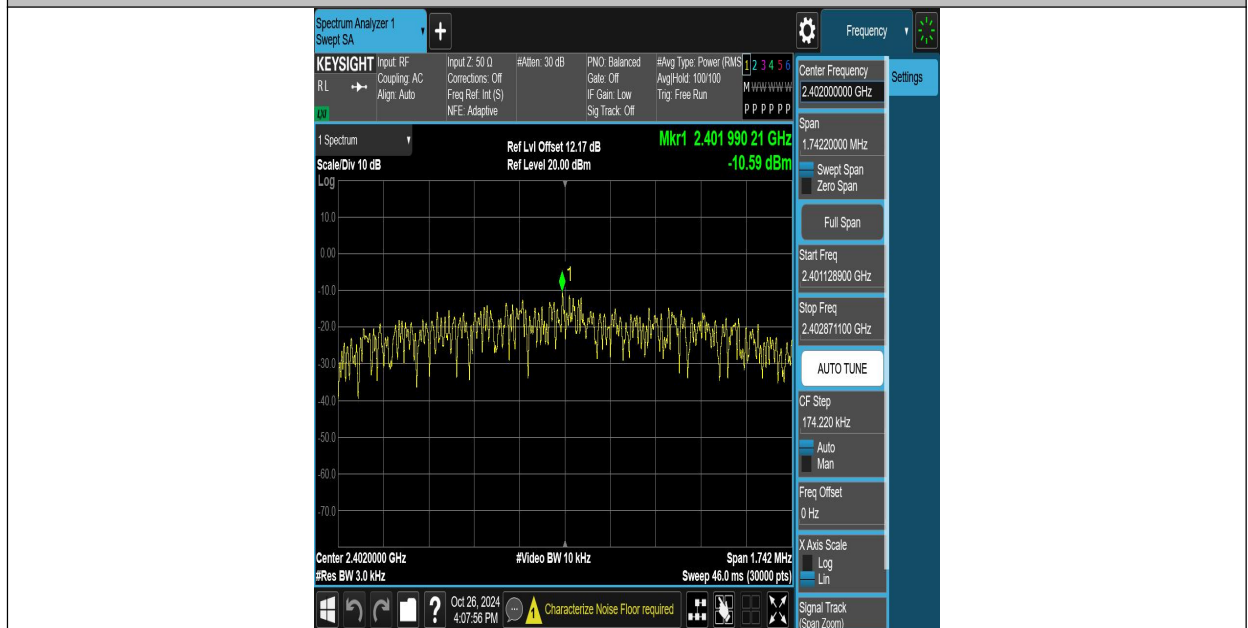 Spectrum Analyzer 1
Swept SA
Frequency
KEYSIGHT
RL
Input: RF
Coupling: AC
Align: Auto
Input Z: 50 Ω
Corrections: Off
Freq Ref: Int (S)
NFE: Adaptive
#Atten: 30 dB
PNO: Balanced
Gate: Off
IF Gain: Low
Sig Track: Off
#Avg Type: Power (RMS
Avg|Hold: 100/100
Trig: Free Run
1 2 3 4 5 6
M W W W W W
P P P P P P
1 Spectrum
Scale/Div 10 dB
Ref Lvl Offset 12.17 dB
Ref Level 20.00 dBm
Mkr1 2.401 990 21 GHz
-10.59 dBm
Log
10.0
0.00
-10.0
-20.0
-30.0
-40.0
-50.0
-60.0
-70.0
1
Center 2.4020000 GHz
#Res BW 3.0 kHz
#Video BW 10 kHz
Span 1.742 MHz
Sweep 46.0 ms (30000 pts)
Center Frequency
2.402000000 GHz
Settings
Span
1.74220000 MHz
Swept Span
Zero Span
Full Span
Start Freq
2.401128900 GHz
Stop Freq
2.402871100 GHz
AUTO TUNE
CF Step
174.220 kHz
Auto
Man
Freq Offset
0 Hz
X Axis Scale
Log
Lin
Signal Track
(Span Zoom)
?
Oct 26, 2024
4:07:56 PM
Characterize Noise Floor required